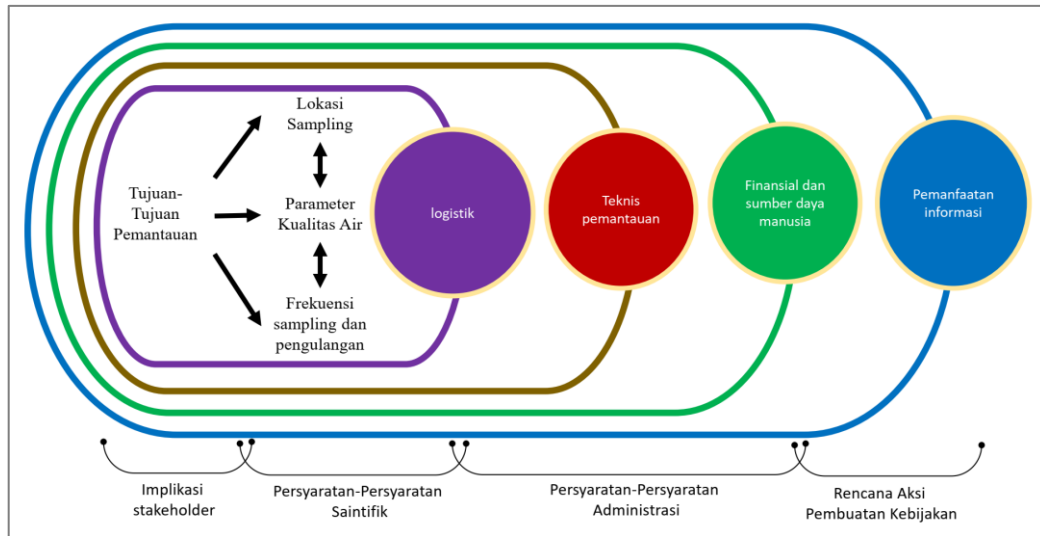 Lokasi
Sampling
Tujuan-
Tujuan
Pemantauan
Parameter
Kualitas Air
Frekuensi
sampling dan
pengulangan
logistik
Teknis
pemantauan
Finansial dan
sumber daya
manusia
Pemanfaatan
informasi
Implikasi
stakeholder
Persyaratan-Persyaratan
Saintifik
Persyaratan-Persyaratan
Administrasi
Rencana Aksi
Pembuatan Kebijakan